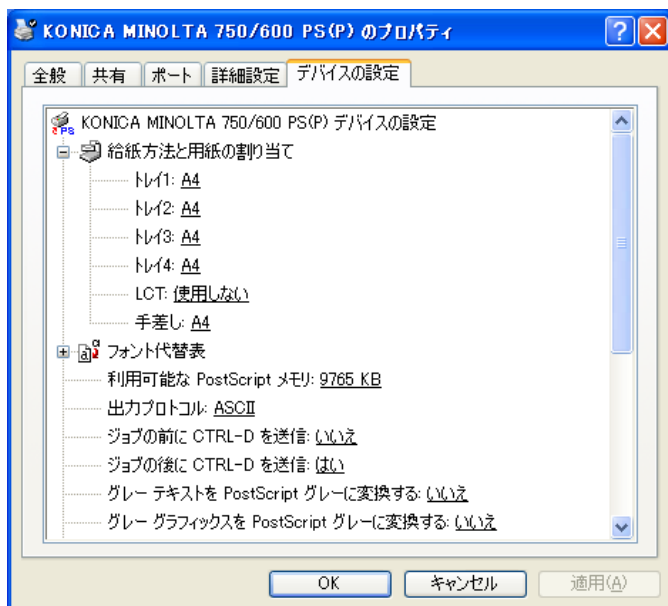 KONICA MINOLTA 750/600 PS(P) のプロパティ
全般 共有 ポート 詳細設定 デバイスの設定
KONICA MINOLTA 750/600 PS(P) デバイスの設定
給紙方法と用紙の割り当て
トレイ1: A4
トレイ2: A4
トレイ3: A4
トレイ4: A4
LCT: 使用しない
手差し: A4
フォント代替表
利用可能な PostScript メモリ: 9765 KB
出力プロトコル: ASCII
ジョブの前に CTRL-D を送信: いいえ
ジョブの後に CTRL-D を送信: はい
グレー テキストを PostScript グレーに変換する: いいえ
グレー グラフィックスを PostScript グレーに変換する: いいえ
OK キャンセル 適用(A)